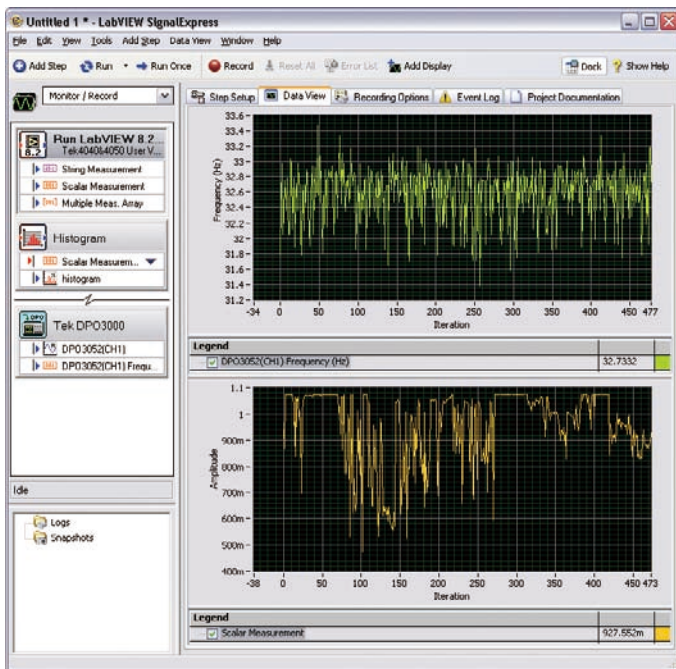 Untitled 1 * - LabVIEW SignalExpress
File Edit View Tools Add Step Data View Window Help
Add Step Run Run Once Record Reset All Error List Add Display Dock Show Help
Monitor / Record
Step Setup Data View Recording Options Event Log Project Documentation
8.2
Run LabVIEW 8.2...
Tek4040&4050 User V...
String Measurement
Scalar Measurement
Multiple Meas. Array
Histogram
Scalar Measurem...
histogram
Tek DPO3000
DPO3052(CH1)
DPO3052(CH1) Frequ...
Idle
Logs
Snapshots
Frequency (Hz)
33.6
33.4
33.2
33
32.8
32.6
32.4
32.2
32
31.8
31.6
31.4
31.2
-34 0 50 100 150 200 250 300 350 400 450 477
Iteration
Legend
DPO3052(CH1) Frequency (Hz) 32.7332
Amplitude
1.1
1
900m
800m
700m
600m
500m
400m
-38 0 50 100 150 200 250 300 350 400 450 473
Iteration
Legend
Scalar Measurement 927.552m